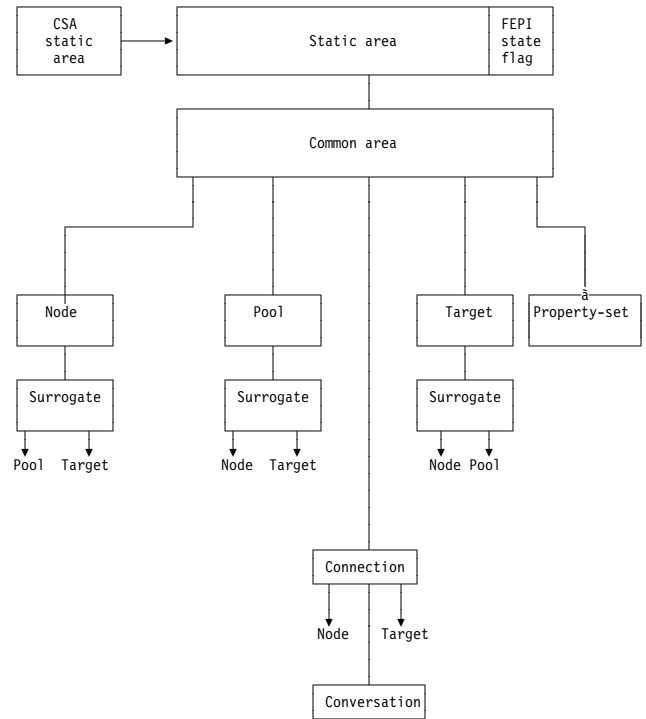 CSA
static
area
Static area
FEPI
state
flag
Common area
à
Node
Pool
Target
Property-set
Surrogate
Surrogate
Surrogate
Pool Target
Node Target
Node Pool
Connection
Node Target
Conversation